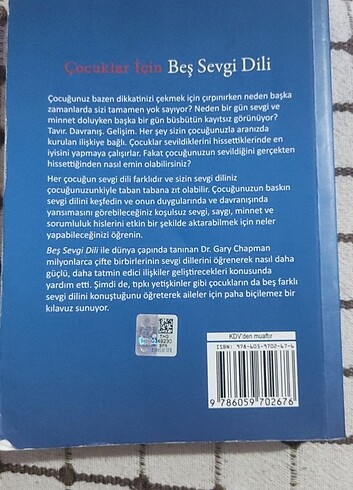 Çocuklar İçin Beş Sevgi Dili
Çocuğunuz bazen dikkatinizi çekmek için çırpınırken neden başka
zamanlarda sizi tamamen yok sayıyor? Neden bir gün sevgi ve
minnet doluyken başka bir gün büsbütün kayıtsız görünüyor?
Tavır. Davranış. Gelişim. Her şey sizin çocuğunuzla aranızda
kurulan ilişkiye bağlı. Çocuklar sevildiklerini hissettiklerinde en
iyisini yapmaya çalışırlar. Fakat çocuğunuzun sevildiğini gerçekten
hissettiğinden nasıl emin olabilirsiniz?
Her çocuğun sevgi dili farklıdır ve sizin sevgi diliniz
çocuğunuzunkiyle taban tabana zıt olabilir. Çocuğunuzun baskın
sevgi dilini keşfedin ve onun duygularında ve davranışında
yansımasını görebileceğiniz koşulsuz sevgi, saygı, minnet ve
sorumluluk hislerini etkin bir şekilde aktarabilmek için neler
yapabileceğinizi öğrenin.
Beş Sevgi Dili ile dünya çapında tanınan Dr. Gary Chapman
milyonlarca çifte birbirlerinin sevgi dillerini öğrenerek nasıl daha
güçlü, daha tatmin edici ilişkiler geliştirecekleri konusunda
yardım etti. Şimdi de, tıpkı yetişkinler gibi çocukların da beş farklı
sevgi dilini konuştuğunu öğreterek aileler için paha biçilemez bir
kılavuz sunuyor.
KDV'den muaftır
ISBN: 978-605-9702-67-6
9 786059 702676